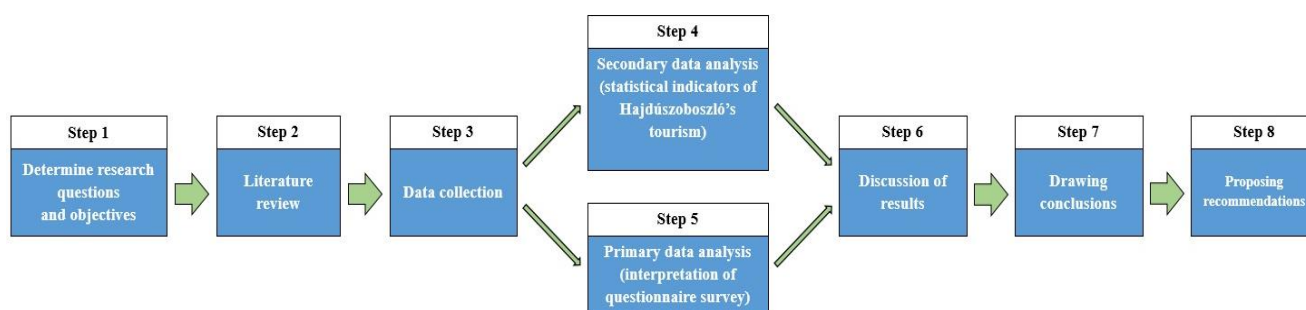 Step 1
Determine research
questions
and objectives
Step 2
Literature
review
Step 3
Data collection
Step 4
Secondary data analysis
(statistical indicators of
Hajdúszoboszló's
tourism)
Step 5
Primary data analysis
(interpretation of
questionnaire survey)
Step 6
Discussion of
results
Step 7
Drawing
conclusions
Step 8
Proposing
recommendations